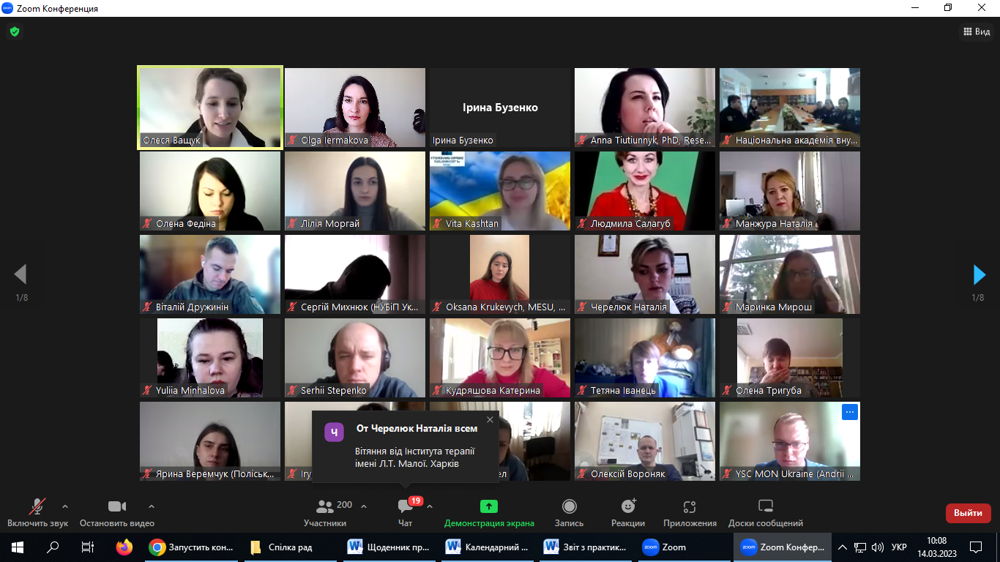 Zoom Конференция
Вид
Олеся Ващук
Olga Iermakova
Ірина Бузенко
Ірина Бузенко
Anna Tiutiunnyk, PhD, Rese...
Національна академія вну...
Олена Федіна
Лілія Моргай
Vita Kashtan
Людмила Салагуб
Манжура Наталія
1/8
1/8
Віталій Дружинін
Сергій Михнюк (НУБіП Ук...
Oksana Krukevych, MESU, ...
Черелюк Наталія
Маринка Мирош
Yuliia Minhalova
Serhii Stepenko
Кудряшова Катерина
Тетяна Іванець
Олена Тригуба
Ч
От Черелюк Наталія всем
Вітяння від Інститута терапії
імені Л.Т. Малої. Харків
Ярина Веремчук (Поліськ...
Олексій Вороняк
YSC MON Ukraine (Andrii ...
Включить звук
Остановить видео
200
Участники
19
Чат
Демонстрация экрана
Запись
Реакции
Приложения
Доски сообщений
Выйти
Запустить кон...
Спілка рад
Щоденник пр...
Календарний ...
Звіт з практик...
Zoom
Zoom Конфер...
УКР
10:08
14.03.2023